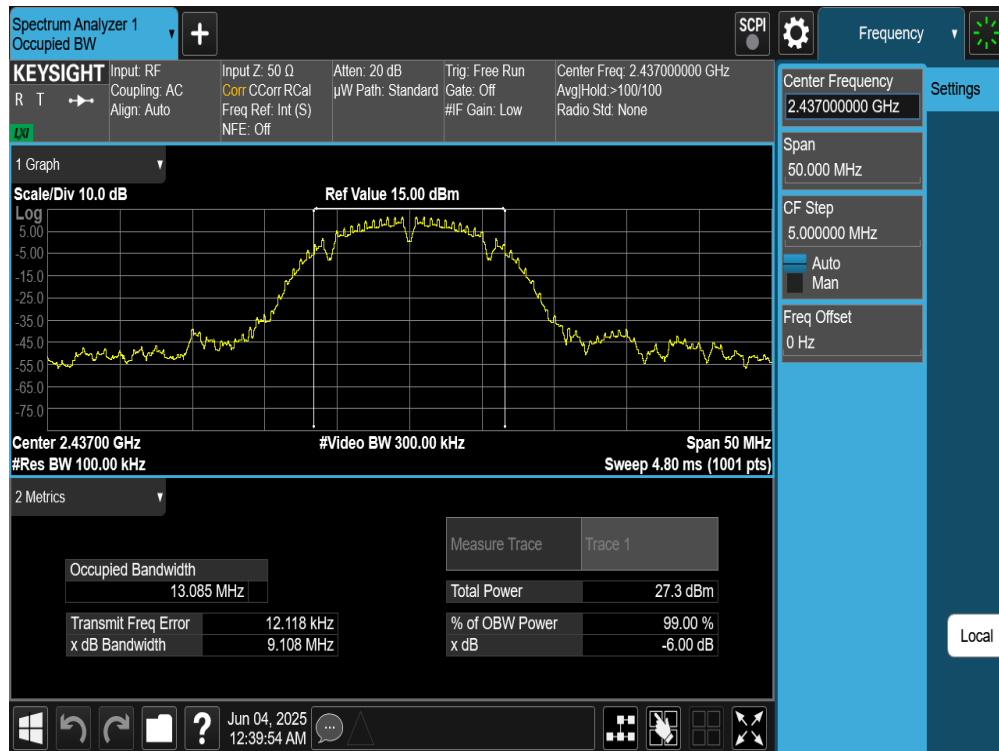 Spectrum Analyzer 1
Occupied BW
+
SCPI
Frequency
KEYSIGHT
R T
LXI
Input: RF
Coupling: AC
Align: Auto
Input Z: 50 Ω
Corr CCorr RCal
Freq Ref: Int (S)
NFE: Off
Atten: 20 dB
µW Path: Standard
Trig: Free Run
Gate: Off
#IF Gain: Low
Center Freq: 2.437000000 GHz
Avg|Hold:>100/100
Radio Std: None
Center Frequency
2.437000000 GHz
Span
50.000 MHz
CF Step
5.000000 MHz
Auto
Man
Freq Offset
0 Hz
Settings
Local
1 Graph
Scale/Div 10.0 dB
Ref Value 15.00 dBm
Log
5.00
-5.00
-15.0
-25.0
-35.0
-45.0
-55.0
-65.0
-75.0
Center 2.43700 GHz
#Video BW 300.00 kHz
Span 50 MHz
#Res BW 100.00 kHz
Sweep 4.80 ms (1001 pts)
2 Metrics
Measure Trace
Trace 1
Occupied Bandwidth
13.085 MHz
Total Power
27.3 dBm
Transmit Freq Error
12.118 kHz
% of OBW Power
99.00 %
x dB Bandwidth
9.108 MHz
x dB
-6.00 dB
?
Jun 04, 2025
12:39:54 AM